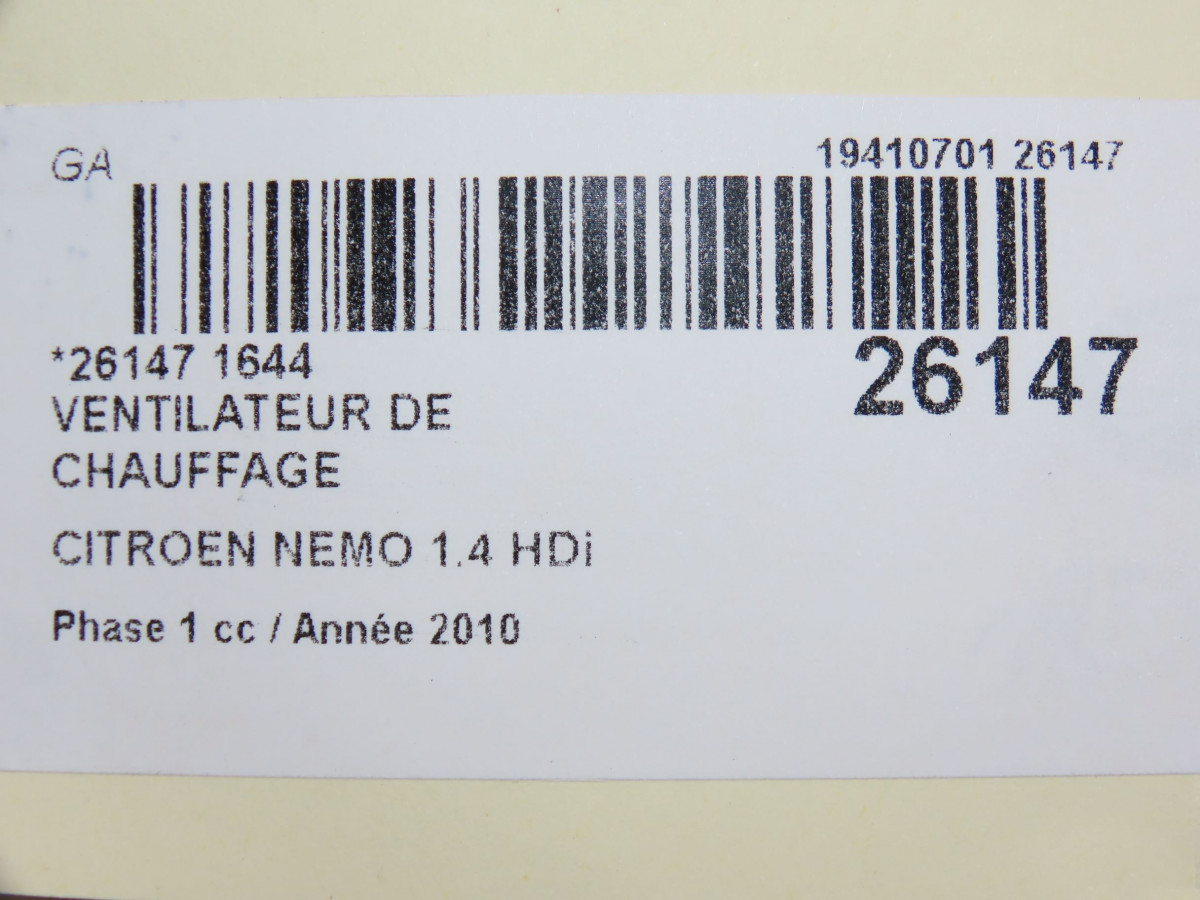 GA
19410701 26147
*26147 1644
26147
VENTILATEUR DE
CHAUFFAGE
CITROEN NEMO 1.4 HDi
Phase 1 cc / Année 2010